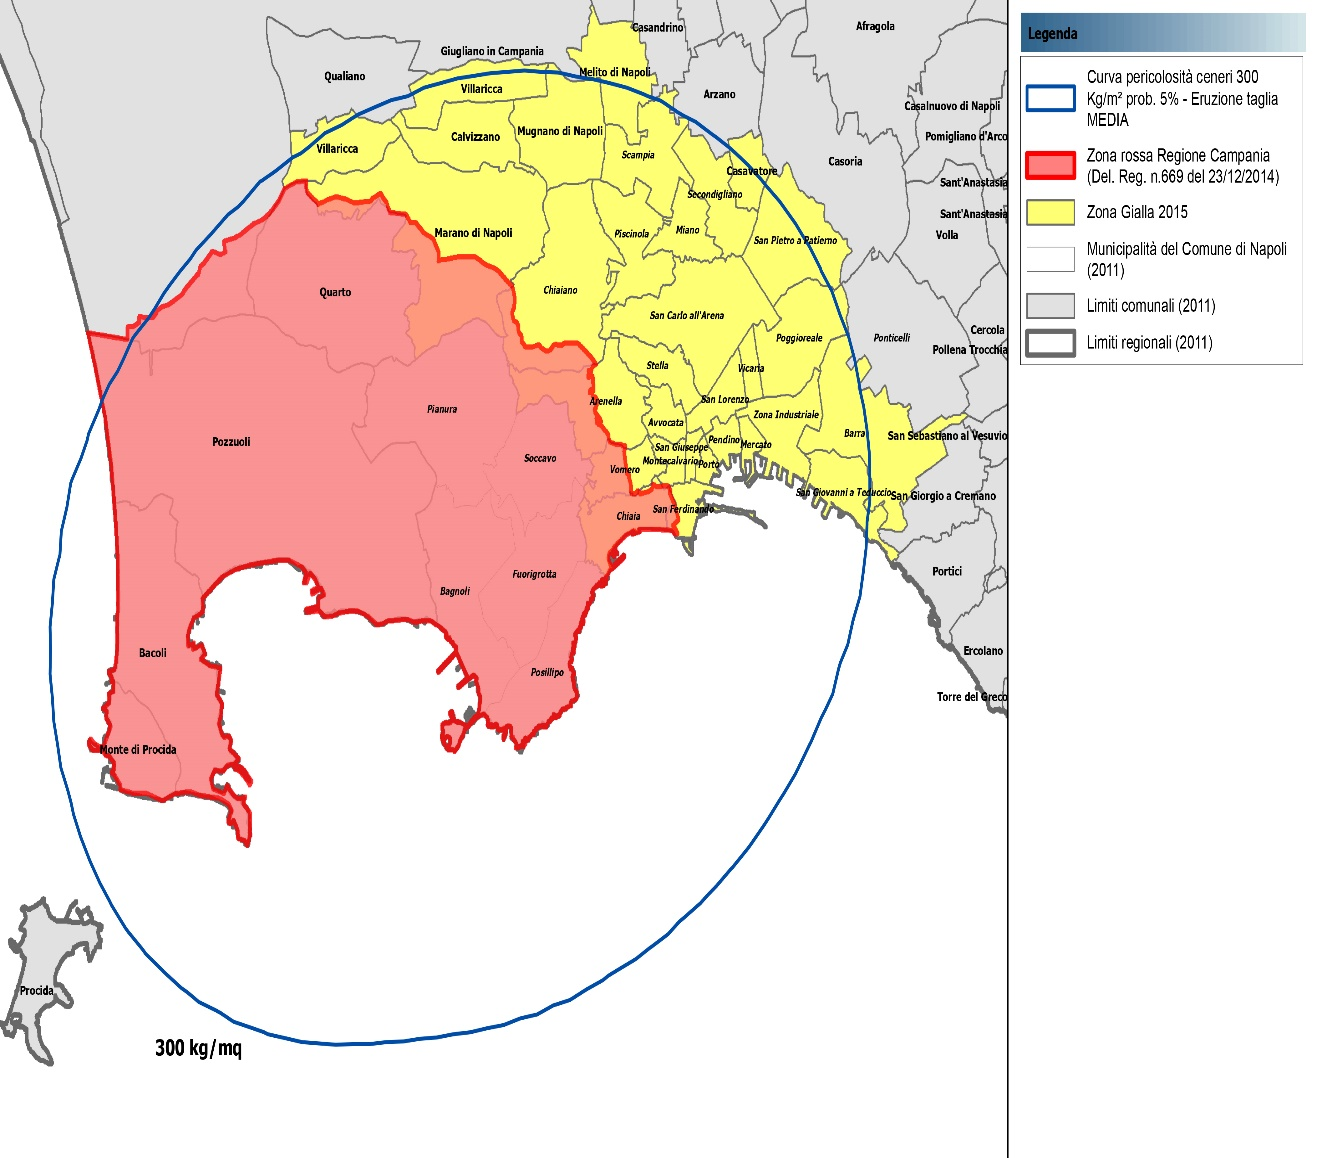 Casandrino
Afragola
Giugliano in Campania
Qualiano
Melito di Napoli
Villaricca
Arzano
Casalnuovo di Napoli
Calvizzano
Mugnano di Napoli
Pomigliano d'Arco
Villaricca
Scampia
Casoria
Casavatore
Sant'Anastasia
Secondigliano
Sant'Anastasia
Marano di Napoli
Piscinola
Miano
San Pietro a Patierno
Volla
Quarto
Chiaiano
San Carlo all'Arena
Poggioreale
Ponticelli
Cercola
Pollena Trocchia
Stella
Vicaria
Pianura
Arenella
San Lorenzo
Zona Industriale
Avvocata
Pozzuoli
Pendino
Mercato
Barra
San Sebastiano al Vesuvio
San Giuseppe
Soccavo
Montecalvario
Porto
Vomero
San Giovanni a Teduccio
San Giorgio a Cremano
Chiaia
San Ferdinando
Fuorigrotta
Portici
Bagnoli
Bacoli
Ercolano
Posillipo
Torre del Greco
Monte di Procida
Procida
300 kg/mq
Legenda
Curva pericolosità ceneri 300
Kg/m² prob. 5% - Eruzione taglia
MEDIA
Zona rossa Regione Campania
(Del. Reg. n.669 del 23/12/2014)
Zona Gialla 2015
Municipalità del Comune di Napoli
(2011)
Limiti comunali (2011)
Limiti regionali (2011)